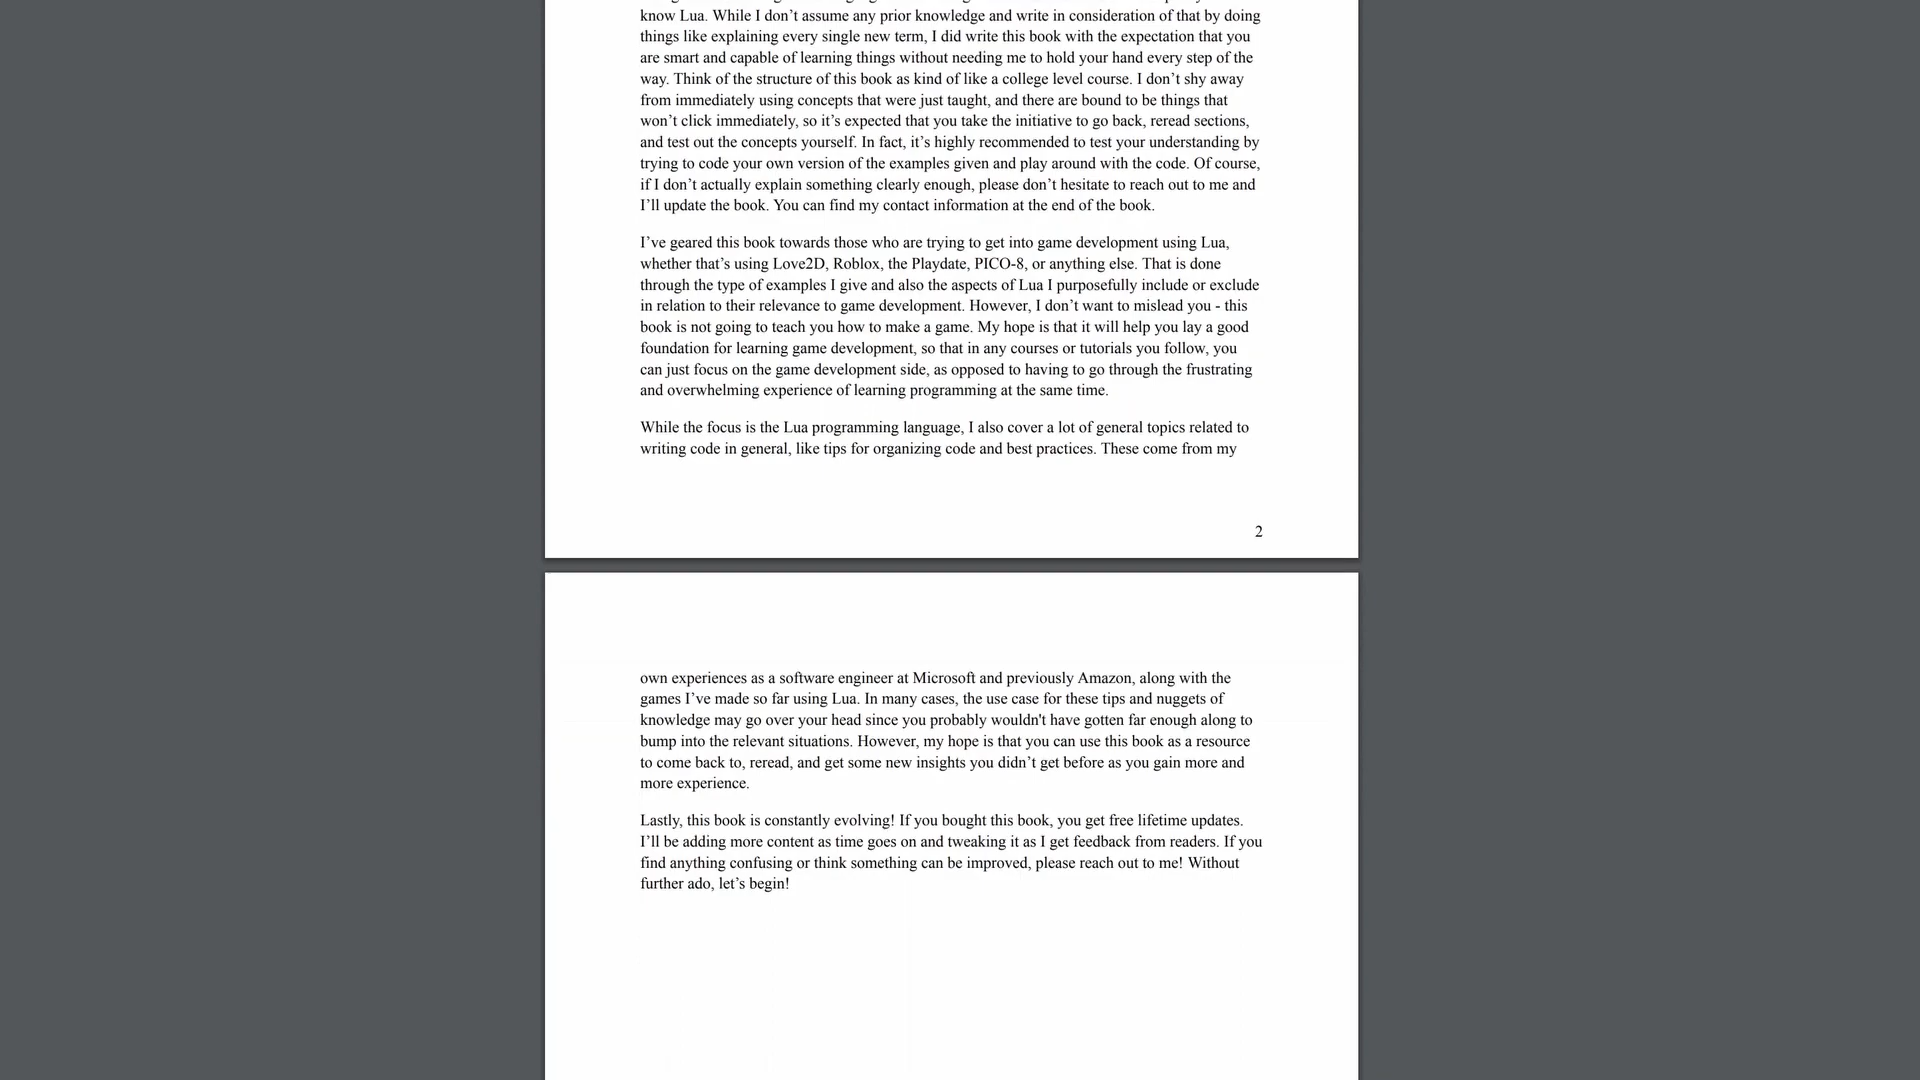 know Lua. While I don’t assume any prior knowledge and write in consideration of that by doing
things like explaining every single new term, I did write this book with the expectation that you
are smart and capable of learning things without needing me to hold your hand every step of the
way. Think of the structure of this book as kind of like a college level course. I don’t shy away
from immediately using concepts that were just taught, and there are bound to be things that
won’t click immediately, so it’s expected that you take the initiative to go back, reread sections,
and test out the concepts yourself. In fact, it’s highly recommended to test your understanding by
trying to code your own version of the examples given and play around with the code. Of course,
if I don’t actually explain something clearly enough, please don’t hesitate to reach out to me and
I’ll update the book. You can find my contact information at the end of the book.
I’ve geared this book towards those who are trying to get into game development using Lua,
whether that’s using Love2D, Roblox, the Playdate, PICO-8, or anything else. That is done
through the type of examples I give and also the aspects of Lua I purposefully include or exclude
in relation to their relevance to game development. However, I don’t want to mislead you - this
book is not going to teach you how to make a game. My hope is that it will help you lay a good
foundation for learning game development, so that in any courses or tutorials you follow, you
can just focus on the game development side, as opposed to having to go through the frustrating
and overwhelming experience of learning programming at the same time.
While the focus is the Lua programming language, I also cover a lot of general topics related to
writing code in general, like tips for organizing code and best practices. These come from my
2
own experiences as a software engineer at Microsoft and previously Amazon, along with the
games I’ve made so far using Lua. In many cases, the use case for these tips and nuggets of
knowledge may go over your head since you probably wouldn't have gotten far enough along to
bump into the relevant situations. However, my hope is that you can use this book as a resource
to come back to, reread, and get some new insights you didn’t get before as you gain more and
more experience.
Lastly, this book is constantly evolving! If you bought this book, you get free lifetime updates.
I’ll be adding more content as time goes on and tweaking it as I get feedback from readers. If you
find anything confusing or think something can be improved, please reach out to me! Without
further ado, let’s begin!